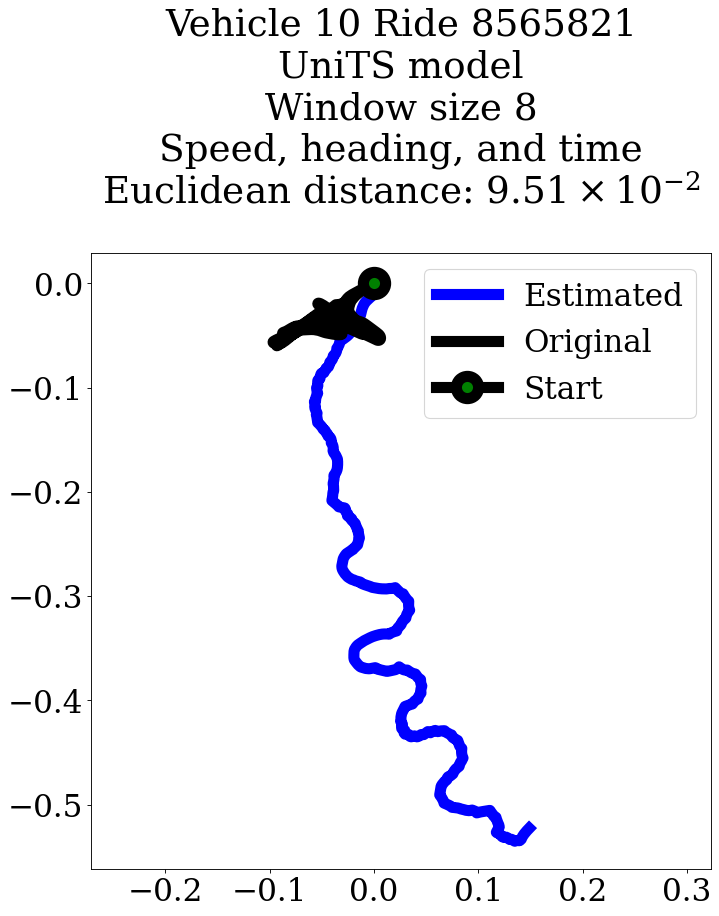 Vehicle 10 Ride 8565821
UniTS model
Window size 8
Speed, heading, and time
Euclidean distance: 9.51 × 10⁻²
Estimated
Original
Start
0.0
−0.1
−0.2
−0.3
−0.4
−0.5
−0.2 −0.1 0.0 0.1 0.2 0.3